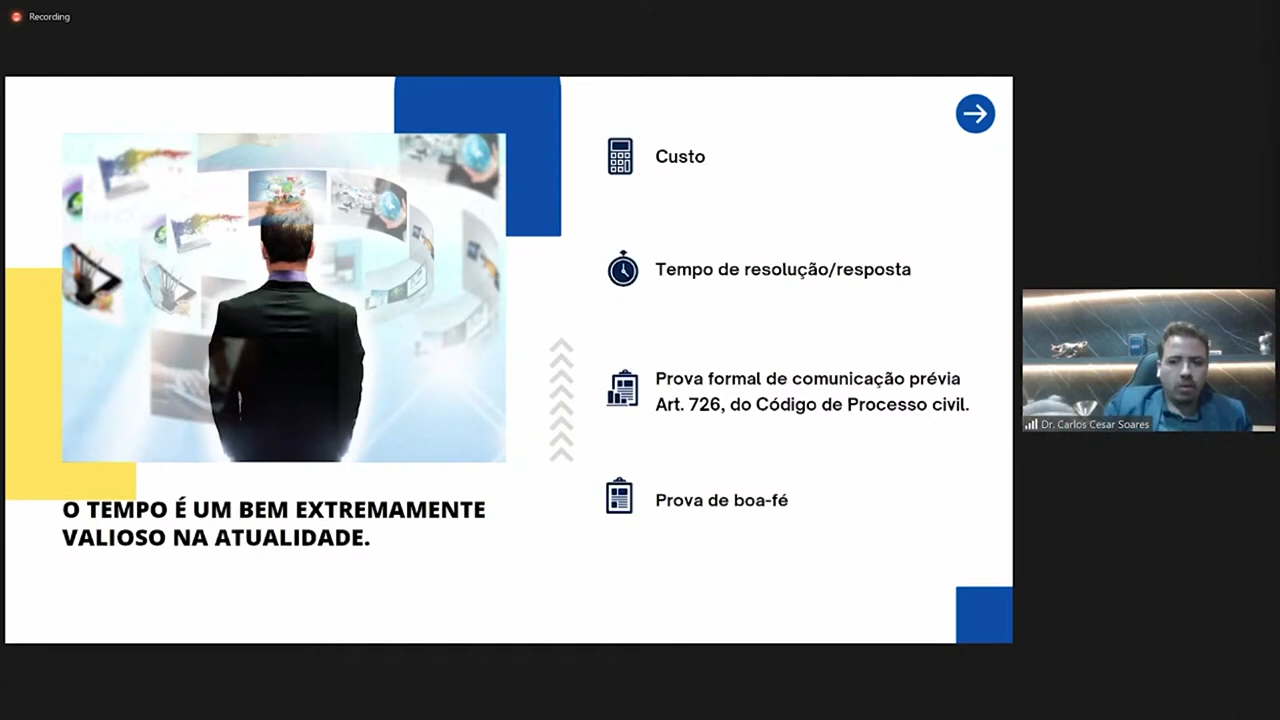 Recording
Custo
Tempo de resolução/resposta
Prova formal de comunicação prévia
Art. 726, do Código de Processo civil.
Prova de boa-fé
O TEMPO É UM BEM EXTREMAMENTE
VALIOSO NA ATUALIDADE.
Dr. Carlos Cesar Soares